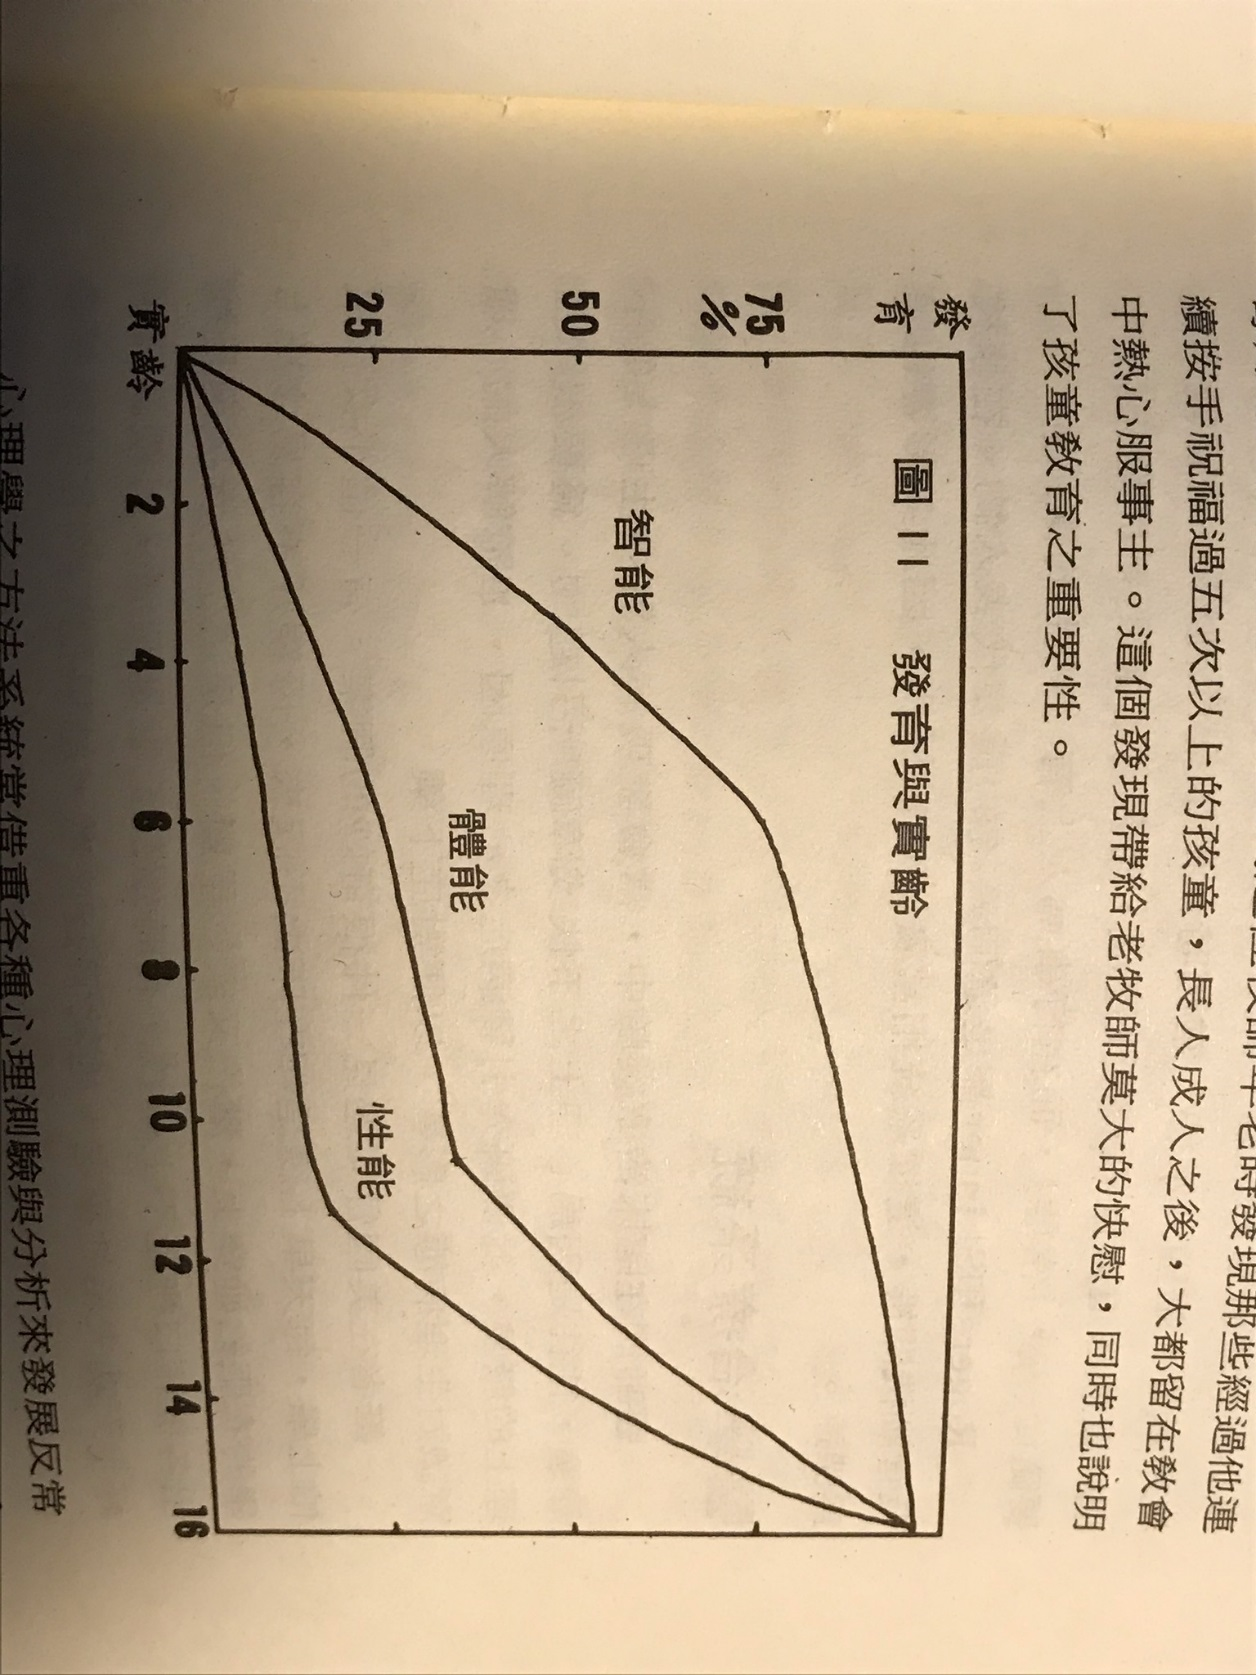 續按手祝福過五次以上的孩童，長人成人之後，大都留在教會
中熱心服事主。這個發現帶給老牧師莫大的快慰，同時也說明
了孩童教育之重要性。
圖二 發育與實齡
發育
75
%
50
25
智能
體能
性能
實齡 2 4 6 8 10 12 14 16
心理學之方法系統當借重各種心理測驗與分析來發展反常